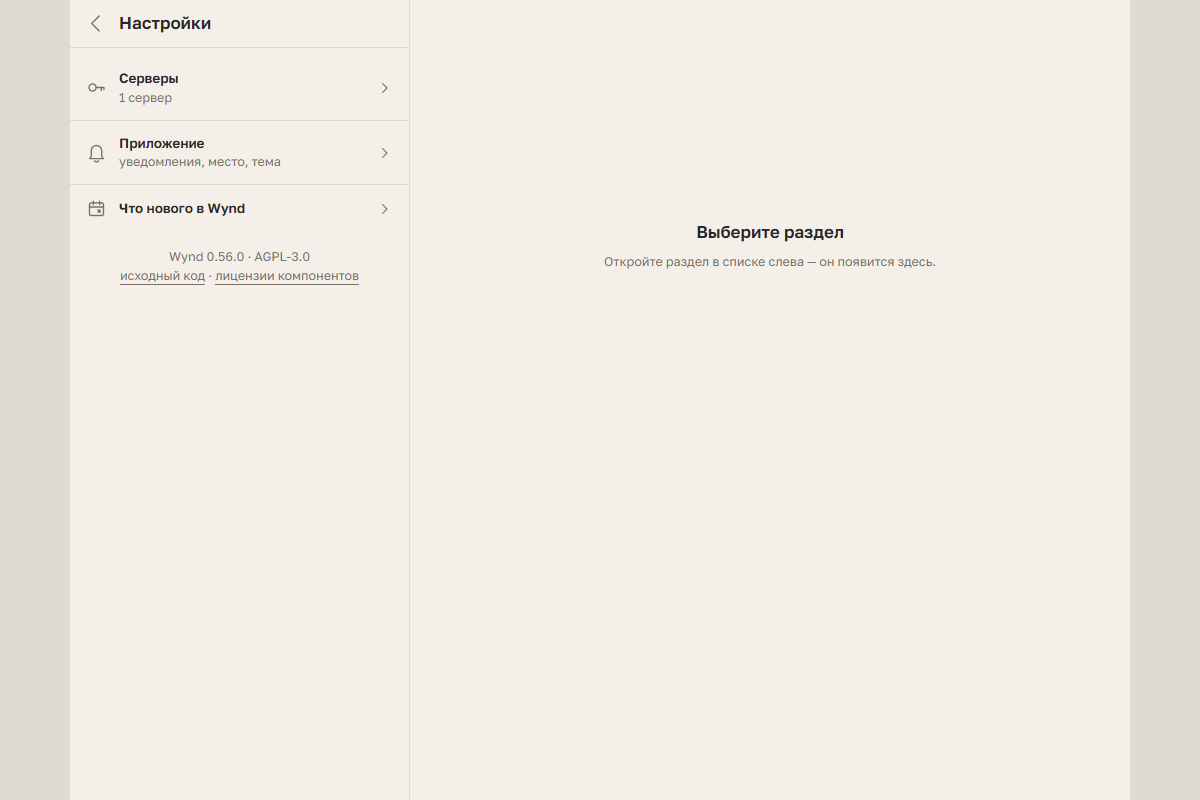 Настройки
Серверы
1 сервер
Приложение
уведомления, место, тема
Что нового в Wynd
Wynd 0.56.0 · AGPL-3.0
исходный код · лицензии компонентов
Выберите раздел
Откройте раздел в списке слева — он появится здесь.